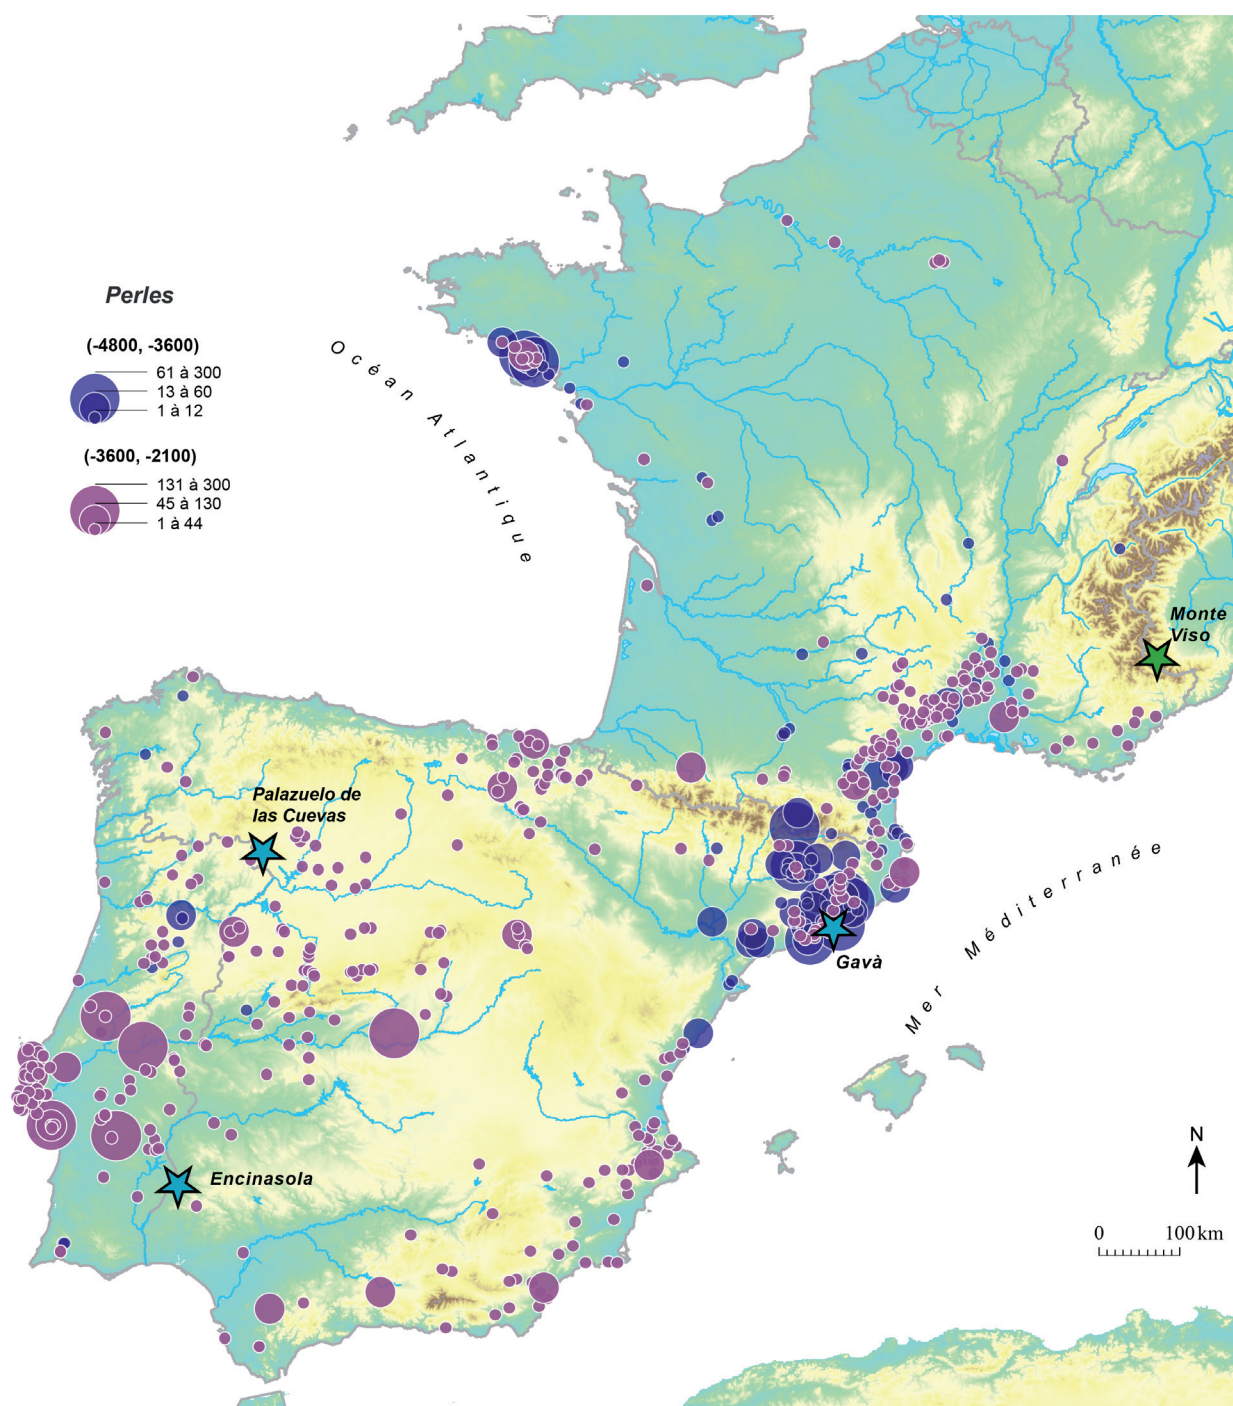 Perles
(-4800, -3600)
61 à 300
13 à 60
1 à 12
(-3600, -2100)
131 à 300
45 à 130
1 à 44
Océan Atlantique
Monte
Viso
Palazuelo de
las Cuevas
Mer Méditerranée
Gavà
Encinasola
N
0 100 km